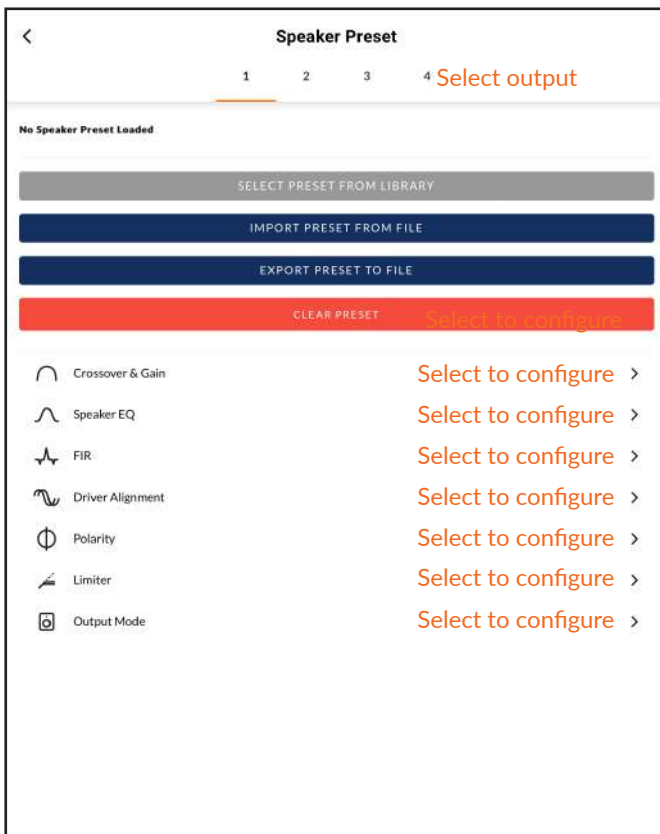 Speaker Preset
1 2 3 4 Select output
No Speaker Preset Loaded
SELECT PRESET FROM LIBRARY
IMPORT PRESET FROM FILE
EXPORT PRESET TO FILE
CLEAR PRESET Select to configure
Crossover & Gain Select to configure
Speaker EQ Select to configure
FIR Select to configure
Driver Alignment Select to configure
Polarity Select to configure
Limiter Select to configure
Output Mode Select to configure